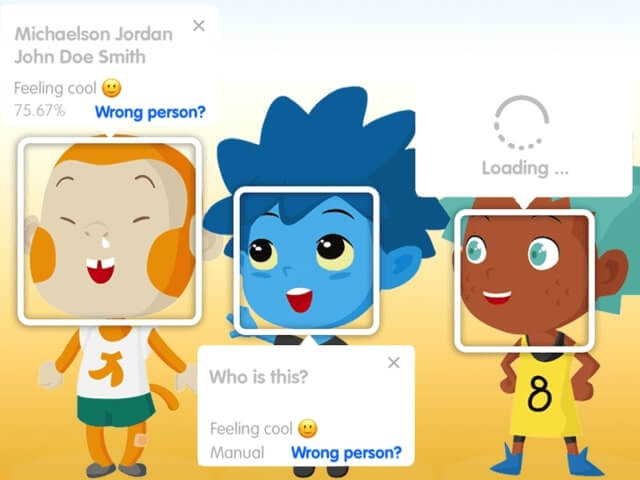 Michaelson Jordan
John Doe Smith
Feeling cool 🙂
75.67% Wrong person?
Loading ...
Who is this?
Feeling cool 🙂
Manual Wrong person?
8